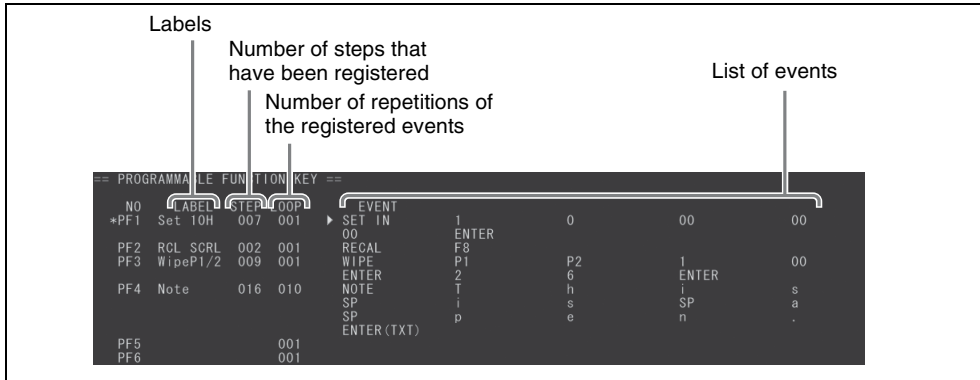 Labels
Number of steps that
have been registered
Number of repetitions of
the registered events
List of events
== PROGRAMMABLE FUNCTION KEY ==
NO LABEL STEP LOOP EVENT
*PF1 Set 10H 007 001 SET IN 1 0 00 00
00 ENTER
PF2 RCL SCRL 002 001 RECAL F8
PF3 WipeP1/2 009 001 WIPE P1 P2 1 00
ENTER 2 6 ENTER
PF4 Note 016 010 NOTE T h i s
SP i s SP a
SP p e n .
ENTER(TXT)
PF5 001
PF6 001